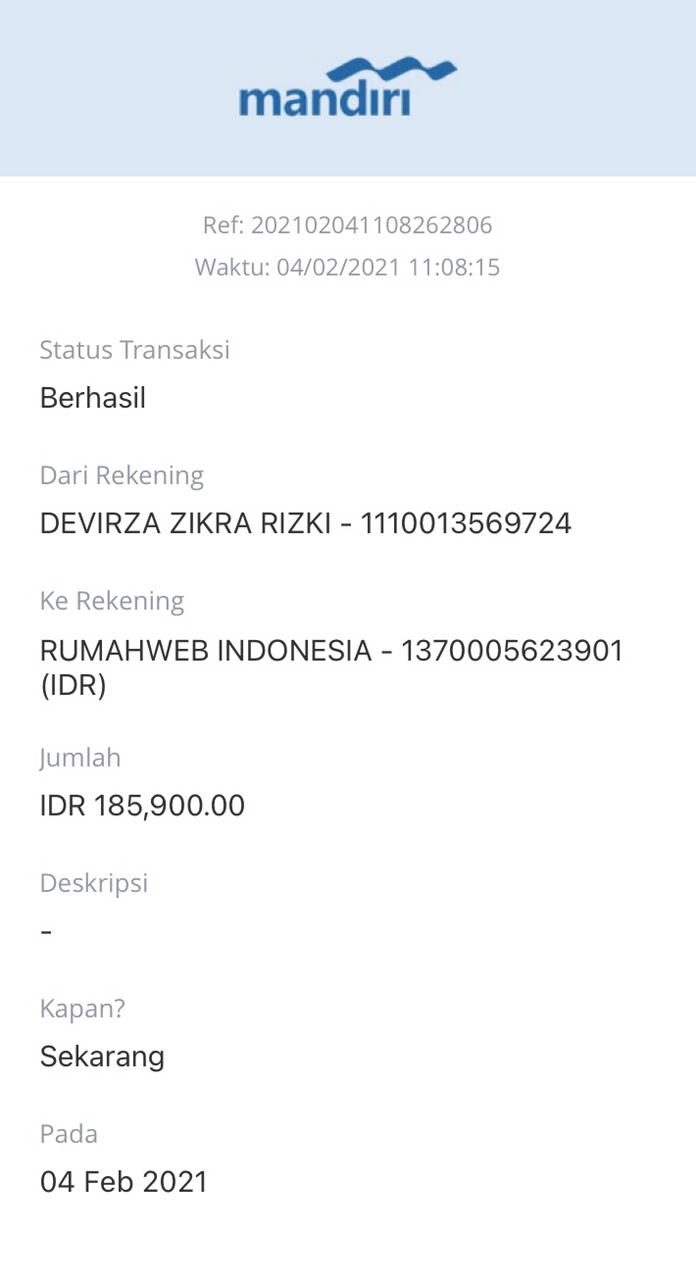 mandiri
Ref: 202102041108262806
Waktu: 04/02/2021 11:08:15
Status Transaksi
Berhasil
Dari Rekening
DEVIRZA ZIKRA RIZKI - 1110013569724
Ke Rekening
RUMAHWEB INDONESIA - 1370005623901
(IDR)
Jumlah
IDR 185,900.00
Deskripsi
-
Kapan?
Sekarang
Pada
04 Feb 2021